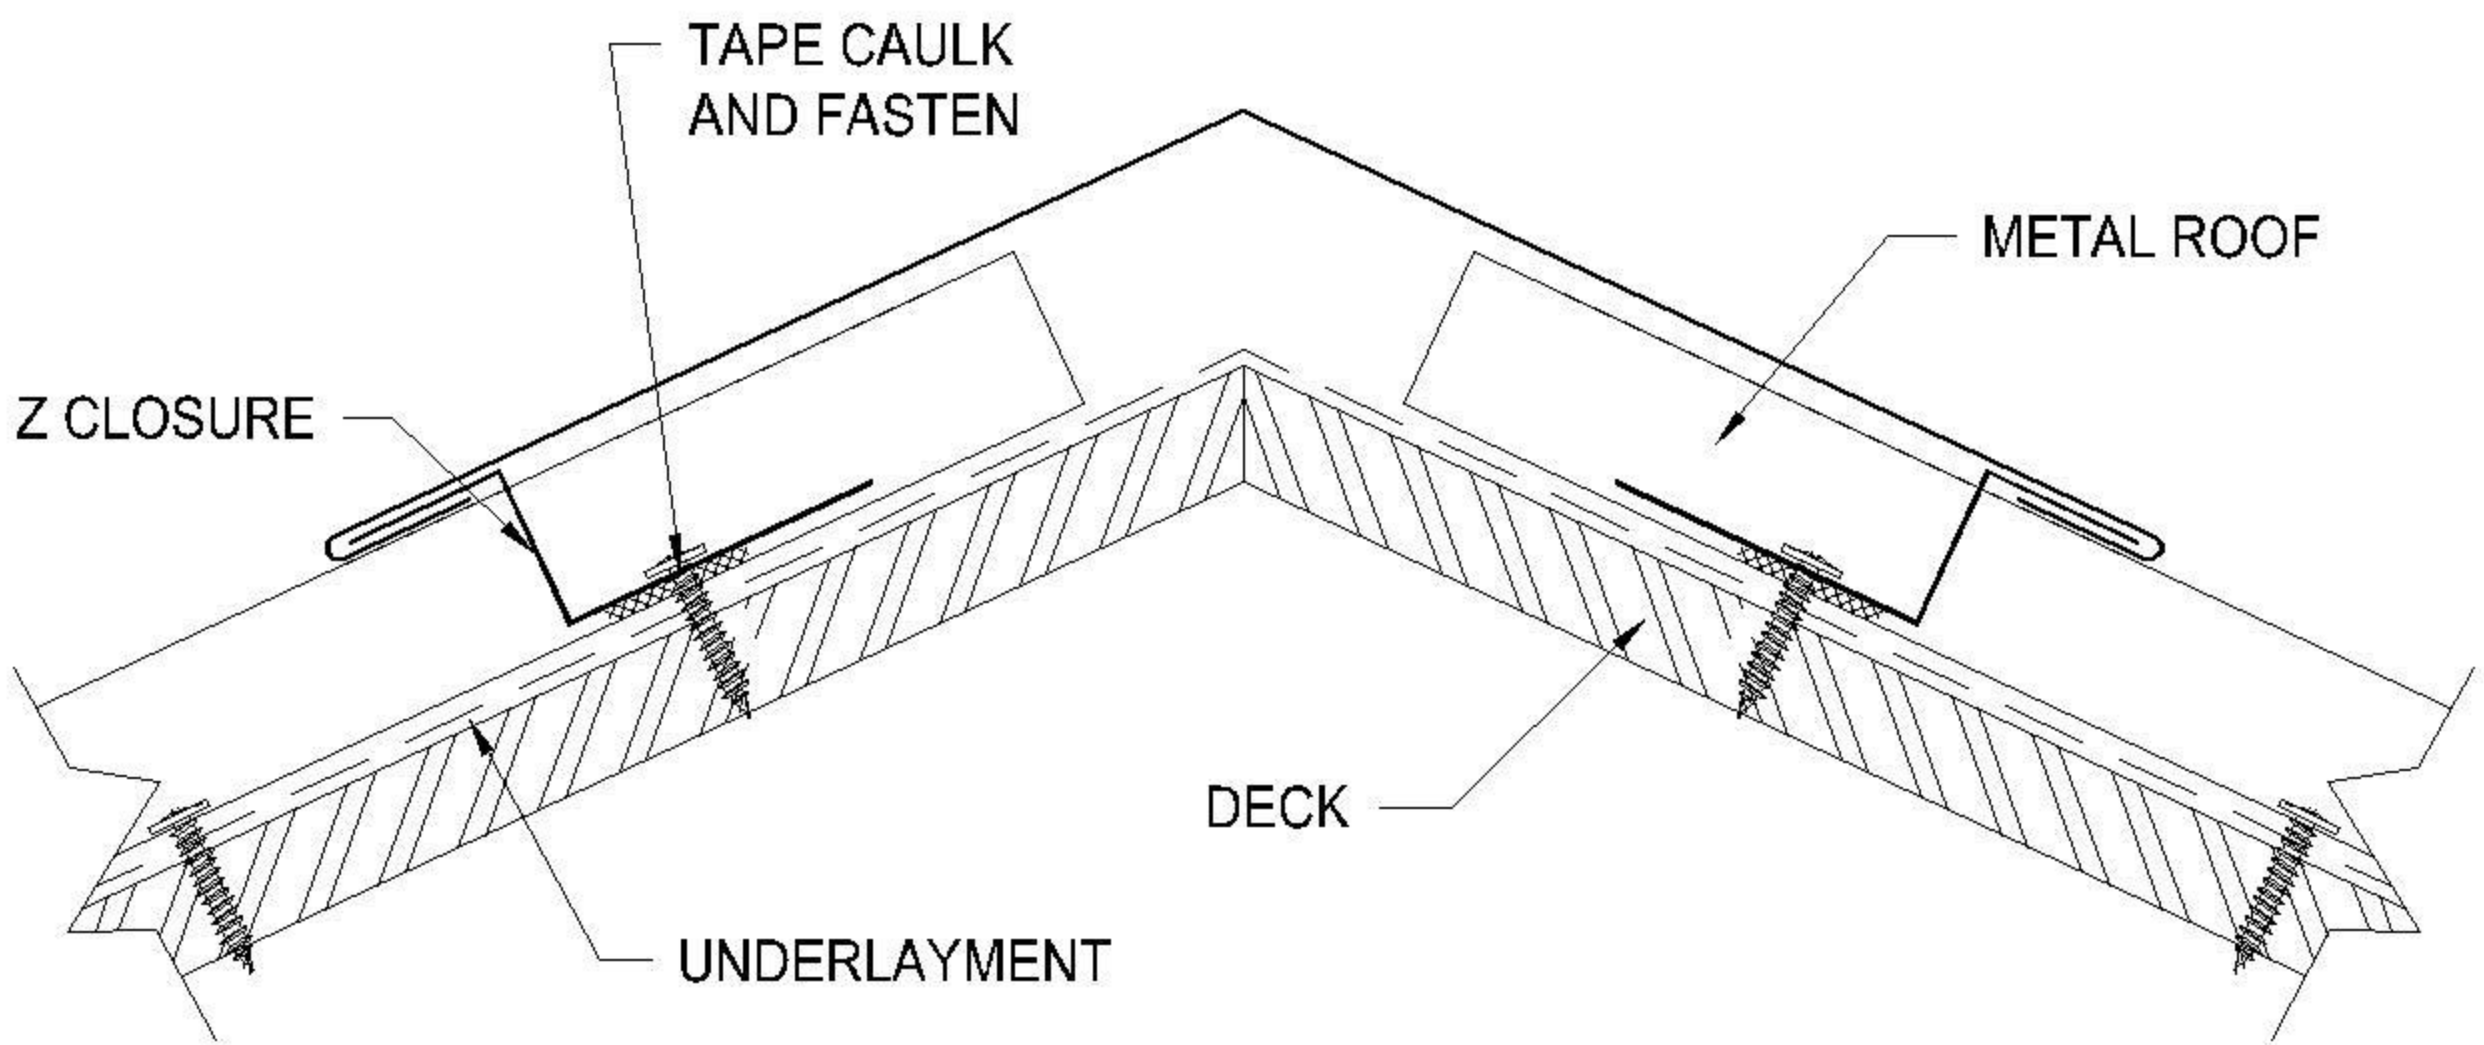 TAPE CAULK
AND FASTEN
METAL ROOF
Z CLOSURE
DECK
UNDERLAYMENT